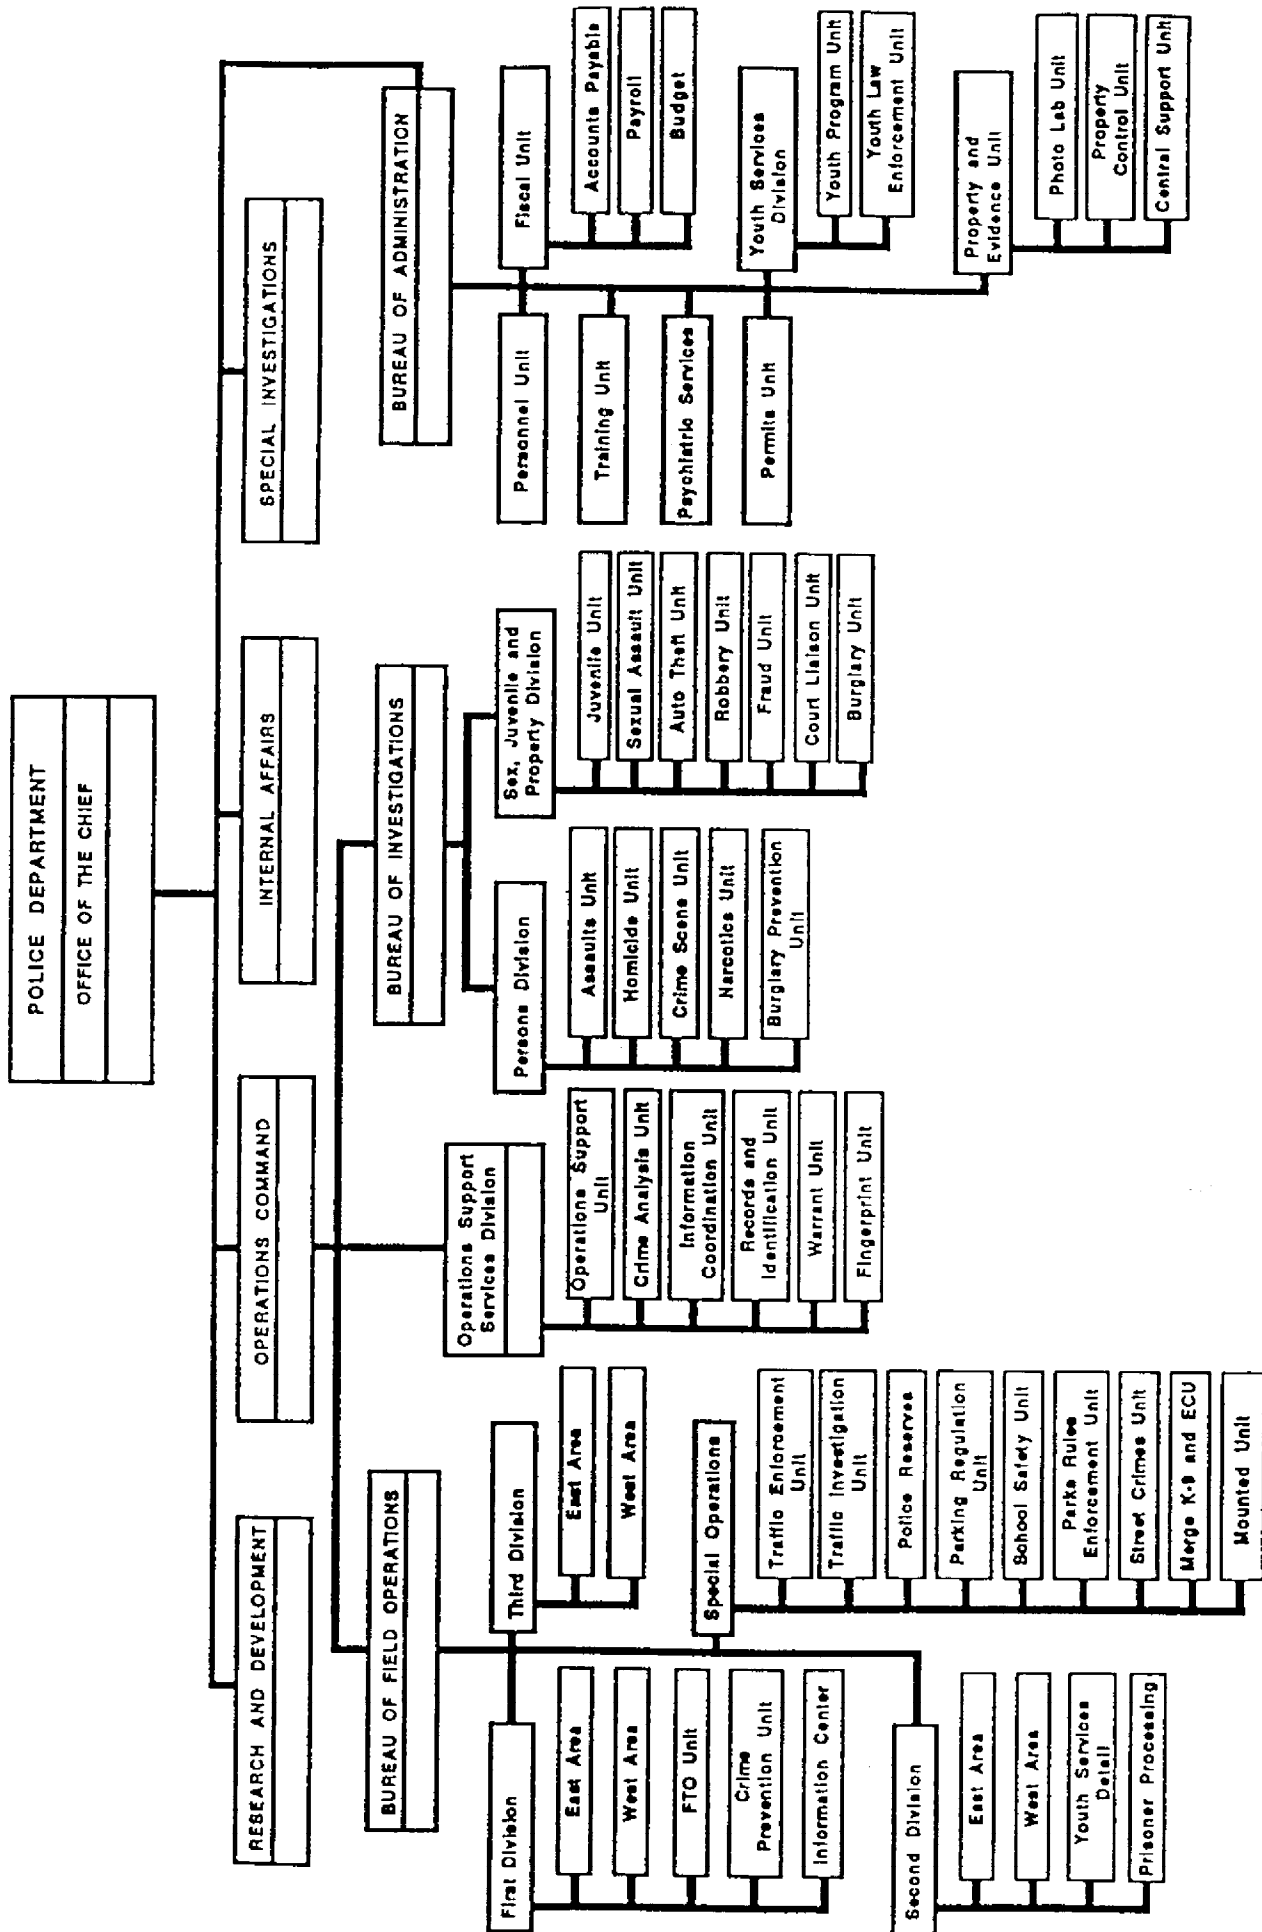 POLICE DEPARTMENT
OFFICE OF THE CHIEF
RESEARCH AND DEVELOPMENT
OPERATIONS COMMAND
INTERNAL AFFAIRS
SPECIAL INVESTIGATIONS
BUREAU OF FIELD OPERATIONS
BUREAU OF INVESTIGATIONS
BUREAU OF ADMINISTRATION
First Division
East Area
West Area
FTO Unit
Crime
Prevention Unit
Information Center
Third Division
East Area
West Area
Special Operations
Traffic Enforcement
Unit
Traffic Investigation
Unit
Police Reserves
Parking Regulation
Unit
School Safety Unit
Parks Rules
Enforcement Unit
Street Crimes Unit
Merge K-9 and ECU
Mounted Unit
Second Division
East Area
West Area
Youth Services
Detail
Prisoner Processing
Operations Support
Services Division
Operations Support
Unit
Crime Analysis Unit
Information
Coordination Unit
Records and
Identification Unit
Warrant Unit
Fingerprint Unit
Persons Division
Assaults Unit
Homicide Unit
Crime Scene Unit
Narcotics Unit
Burglary Prevention
Unit
Sex, Juvenile and
Property Division
Juvenile Unit
Sexual Assault Unit
Auto Theft Unit
Robbery Unit
Fraud Unit
Court Liaison Unit
Burglary Unit
Personnel Unit
Training Unit
Psychiatric Services
Permits Unit
Fiscal Unit
Accounts Payable
Payroll
Budget
Youth Services
Division
Youth Program Unit
Youth Law
Enforcement Unit
Property and
Evidence Unit
Photo Lab Unit
Property
Control Unit
Central Support Unit